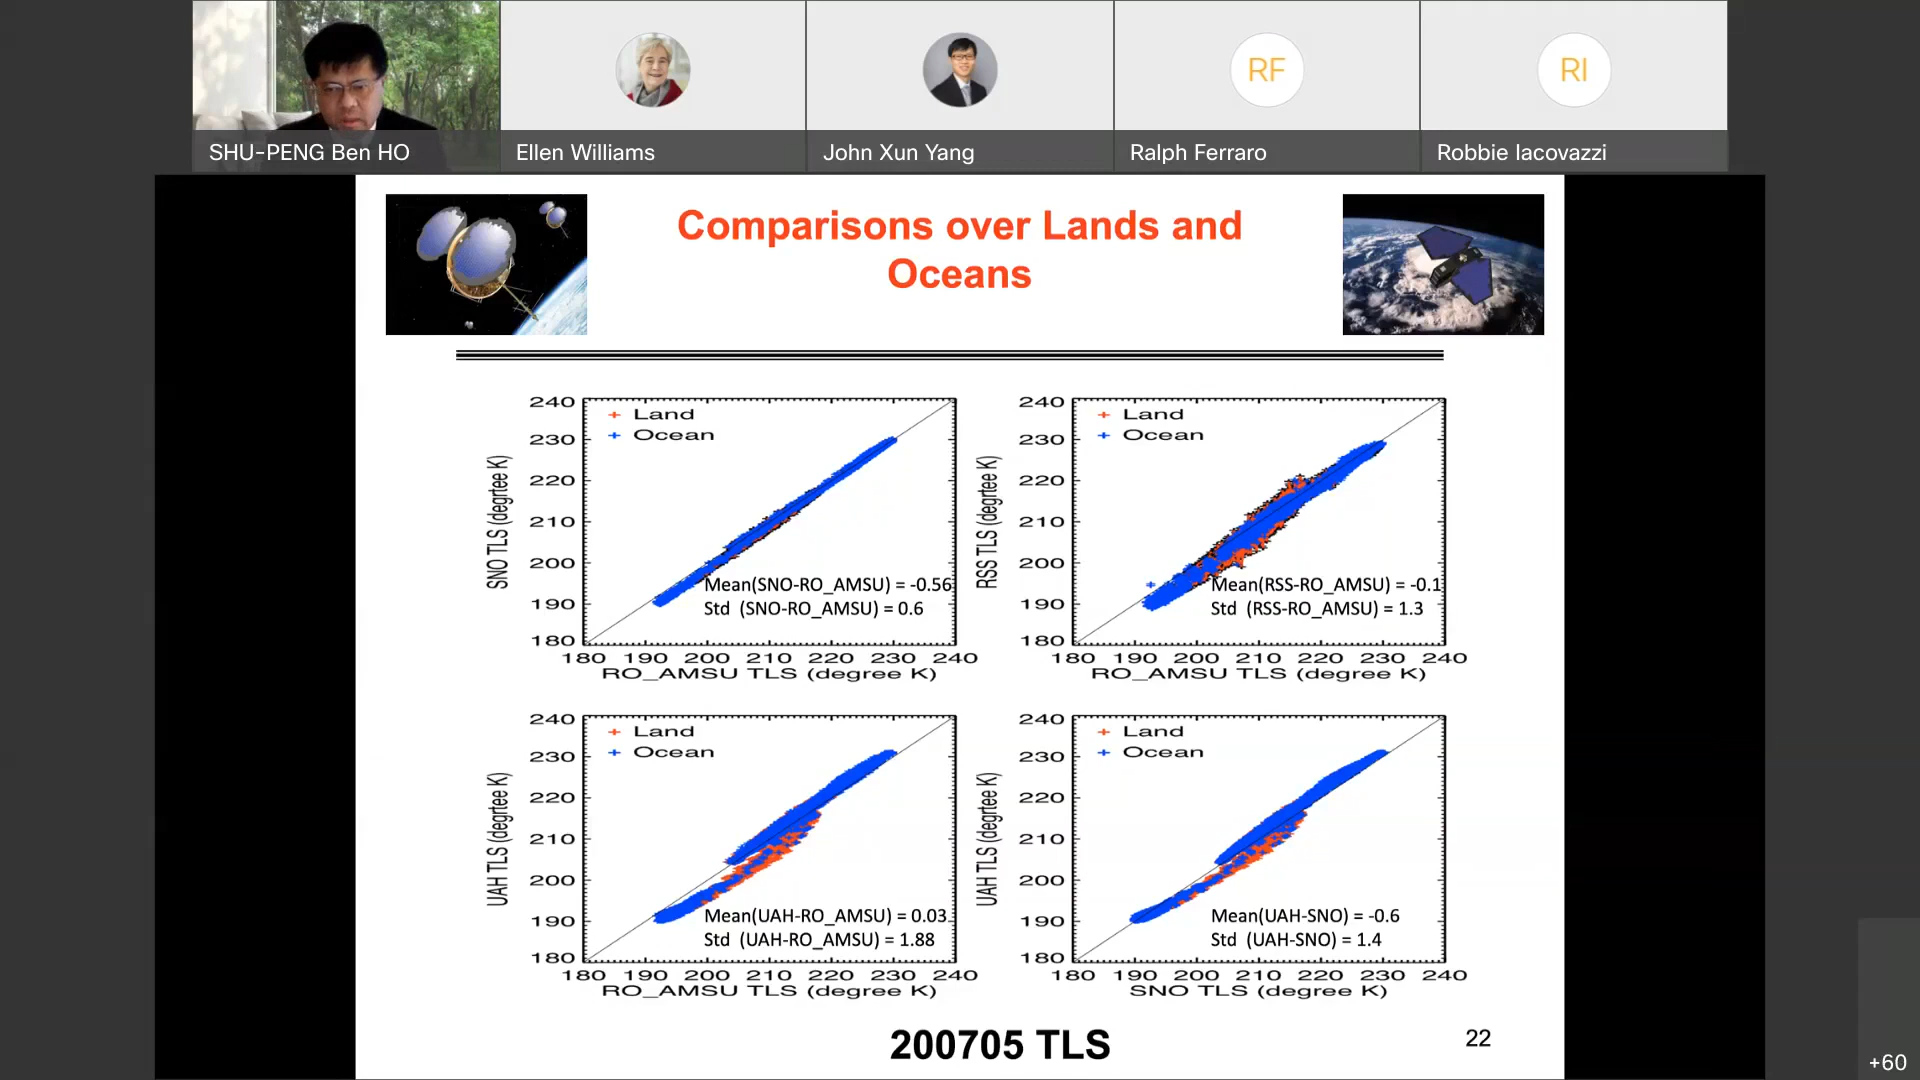 SHU-PENG Ben HO
Ellen Williams
John Xun Yang
RF
Ralph Ferraro
RI
Robbie Iacovazzi
Comparisons over Lands and
Oceans
240
230
220
210
200
190
180
SNO TLS (degrtee K)
+ Land
+ Ocean
Mean(SNO-RO_AMSU) = -0.56
Std (SNO-RO_AMSU) = 0.6
180 190 200 210 220 230 240
RO_AMSU TLS (degree K)
240
230
220
210
200
190
180
RSS TLS (degrtee K)
+ Land
+ Ocean
Mean(RSS-RO_AMSU) = -0.1
Std (RSS-RO_AMSU) = 1.3
180 190 200 210 220 230 240
RO_AMSU TLS (degree K)
240
230
220
210
200
190
180
UAH TLS (degrtee K)
+ Land
+ Ocean
Mean(UAH-RO_AMSU) = 0.03
Std (UAH-RO_AMSU) = 1.88
180 190 200 210 220 230 240
RO_AMSU TLS (degree K)
240
230
220
210
200
190
180
UAH TLS (degrtee K)
+ Land
+ Ocean
Mean(UAH-SNO) = -0.6
Std (UAH-SNO) = 1.4
180 190 200 210 220 230 240
SNO TLS (degree K)
200705 TLS
22
+60